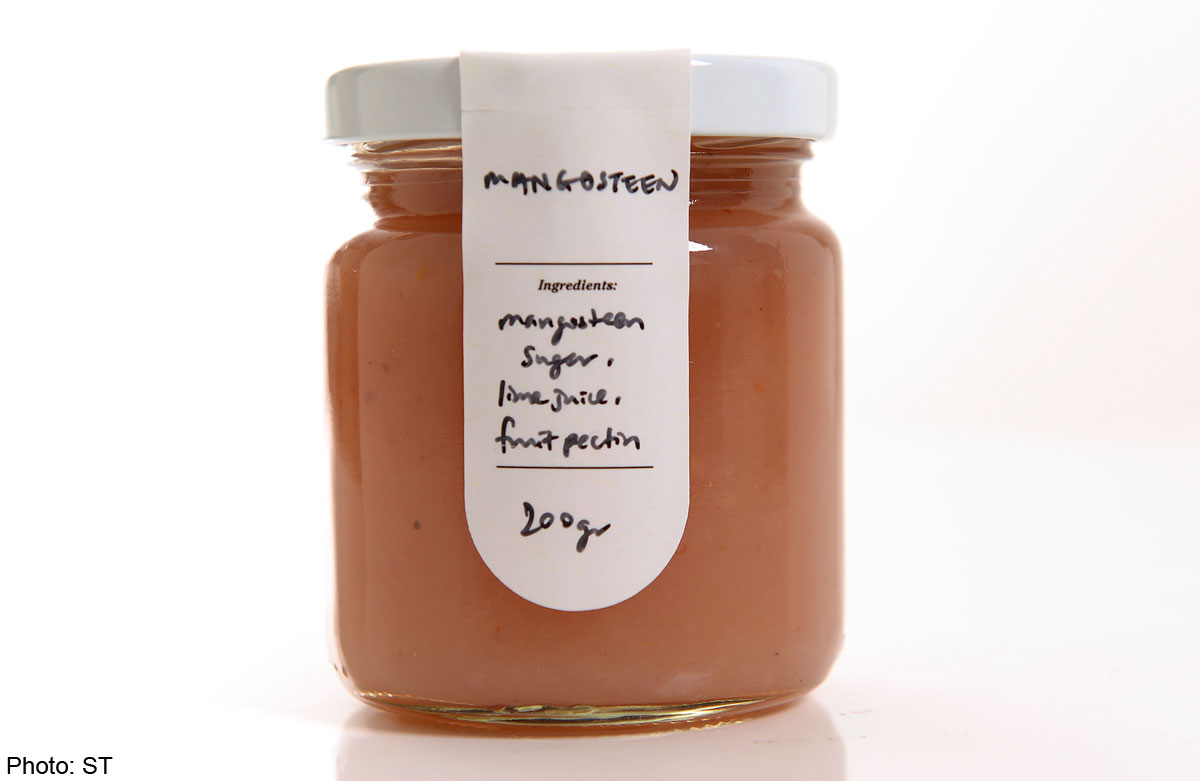 MANGOSTEEN
Ingredients:
mangosteen
sugar,
lime juice,
fruit pectin
200gr
Photo: ST